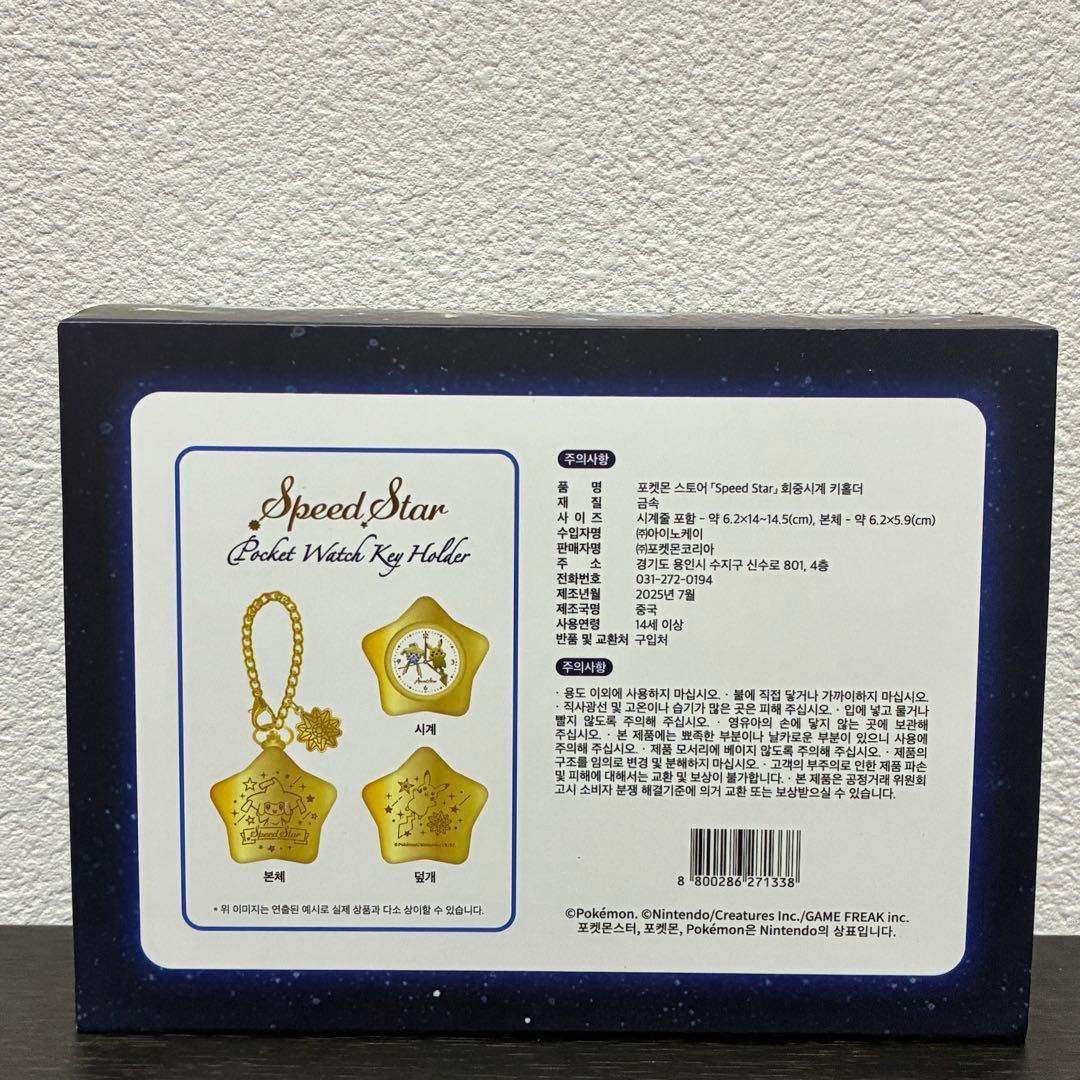 Speed Star
Pocket Watch Key Holder
시계
Speed Star
본체
덮개
* 위 이미지는 연출된 예시로 실제 상품과 다소 상이할 수 있습니다.
주의사항
품 명 포켓몬 스토어 「Speed Star」 회중시계 키홀더
재 질 금속
사 이 즈 시계줄 포함 – 약 6.2×14~14.5(cm), 본체 – 약 6.2×5.9(cm)
수입자명 ㈜아이노케이
판매자명 ㈜포켓몬코리아
주 소 경기도 용인시 수지구 신수로 801, 4층
전화번호 031-272-0194
제조년월 2025년 7월
제조국명 중국
사용연령 14세 이상
반품 및 교환처 구입처
주의사항
· 용도 이외에 사용하지 마십시오. · 불에 직접 닿거나 가까이하지 마십시오.
· 직사광선 및 고온이나 습기가 많은 곳은 피해 주십시오. · 입에 넣고 물거나
빨지 않도록 주의해 주십시오. · 영유아의 손에 닿지 않는 곳에 보관해
주십시오. · 본 제품에는 뾰족한 부분이나 날카로운 부분이 있으니 사용에
주의해 주십시오. · 제품 모서리에 베이지 않도록 주의해 주십시오. · 제품의
구조를 임의로 변경 및 분해하지 마십시오. · 고객의 부주의로 인한 제품 파손
및 피해에 대해서는 교환 및 보상이 불가합니다. · 본 제품은 공정거래 위원회
고시 소비자 분쟁 해결기준에 의거 교환 또는 보상받으실 수 있습니다.
8 800286 271338
©Pokémon. ©Nintendo/Creatures Inc./GAME FREAK inc.
포켓몬스터, 포켓몬, Pokémon은 Nintendo의 상표입니다.